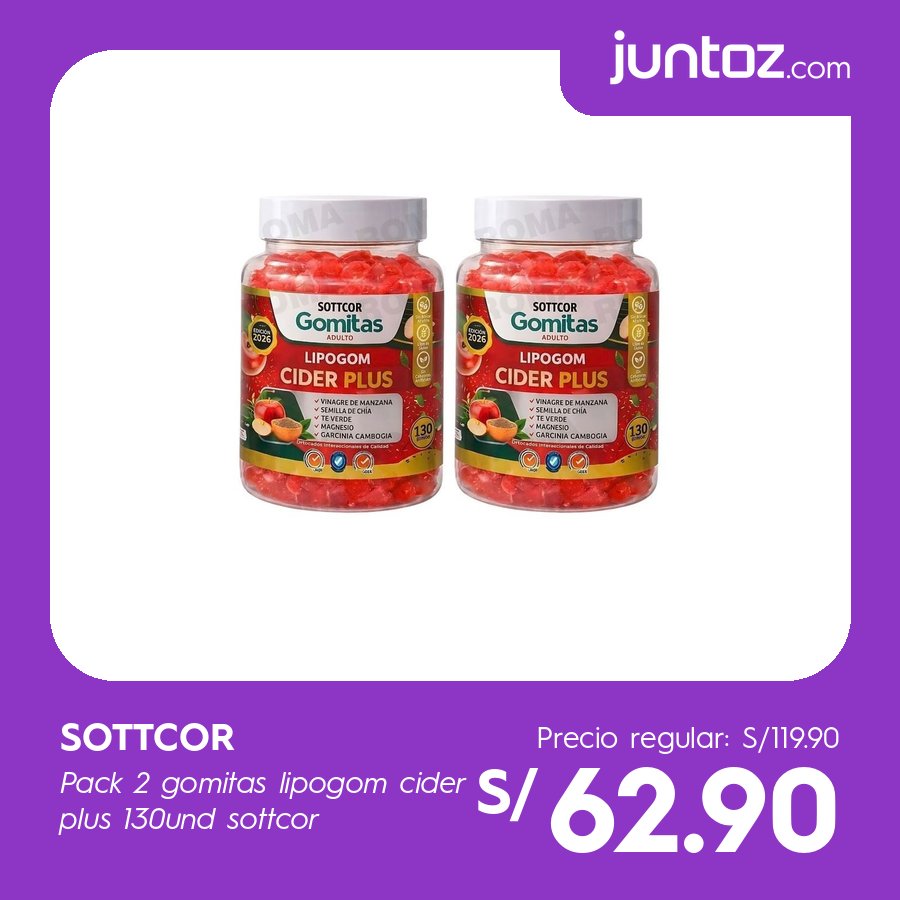 juntoz.com
SOTTCOR
Gomitas
ADULTO
LIPOGOM
CIDER PLUS
EDICIÓN
2026
✓ VINAGRE DE MANZANA
✓ SEMILLA DE CHÍA
✓ TE VERDE
✓ MAGNESIO
✓ GARCINIA CAMBOGIA
130
SOTTCOR
Gomitas
ADULTO
LIPOGOM
CIDER PLUS
EDICIÓN
2026
✓ VINAGRE DE MANZANA
✓ SEMILLA DE CHÍA
✓ TE VERDE
✓ MAGNESIO
✓ GARCINIA CAMBOGIA
130
SOTTCOR
Pack 2 gomitas lipogom cider
plus 130und sottcor
Precio regular: S/119.90
S/62.90